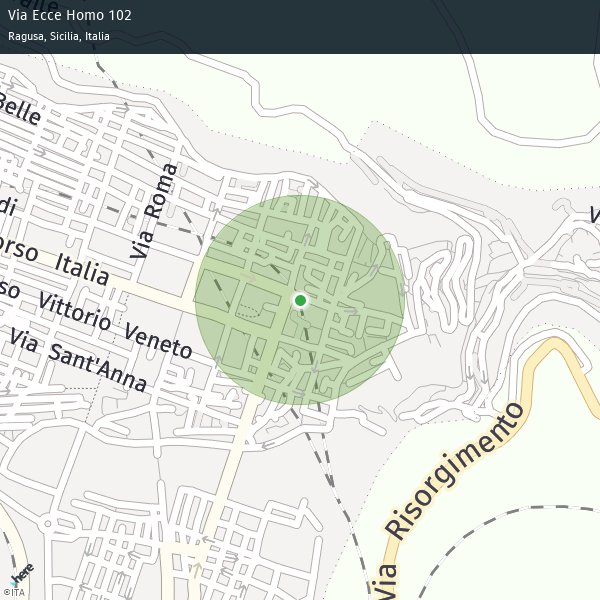 Via Ecce Homo 102
Ragusa, Sicilia, Italia
Belle
Via Roma
di
orso Italia
so Vittorio Veneto
Via Sant'Anna
V
Via Risorgimento
here
©ITA